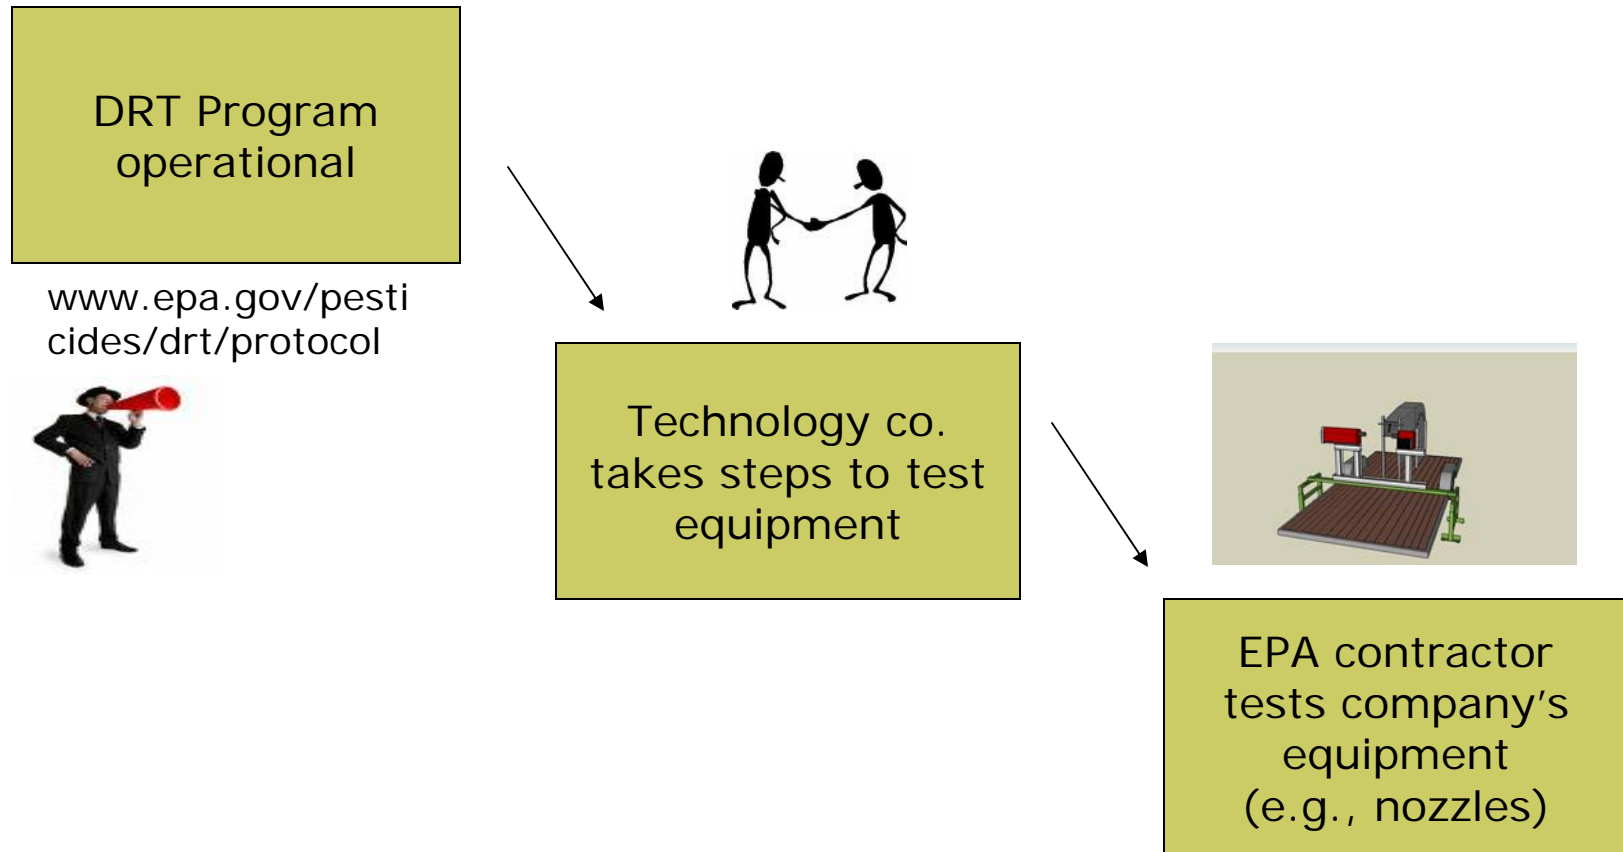 DRT Program
operational
www.epa.gov/pesti
cides/drt/protocol
Technology co.
takes steps to test
equipment
EPA contractor
tests company’s
equipment
(e.g., nozzles)